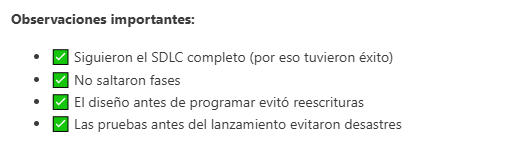 Observaciones importantes:
✅ Siguieron el SDLC completo (por eso tuvieron éxito)
✅ No saltaron fases
✅ El diseño antes de programar evitó reescrituras
✅ Las pruebas antes del lanzamiento evitaron desastres